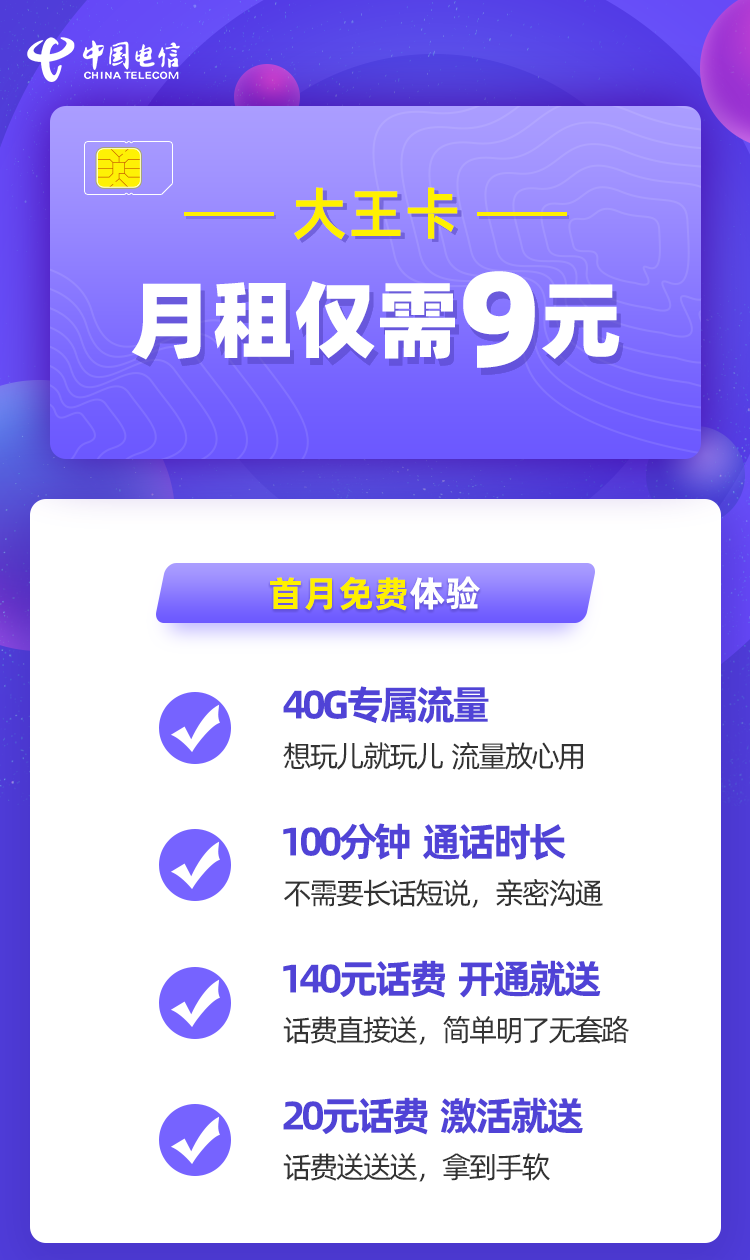 中国电信
CHINA TELECOM
大王卡
月租仅需9元
首月免费体验
40G专属流量
想玩儿就玩儿 流量放心用
100分钟 通话时长
不需要长话短说，亲密沟通
140元话费 开通就送
话费直接送，简单明了无套路
20元话费 激活就送
话费送送送，拿到手软